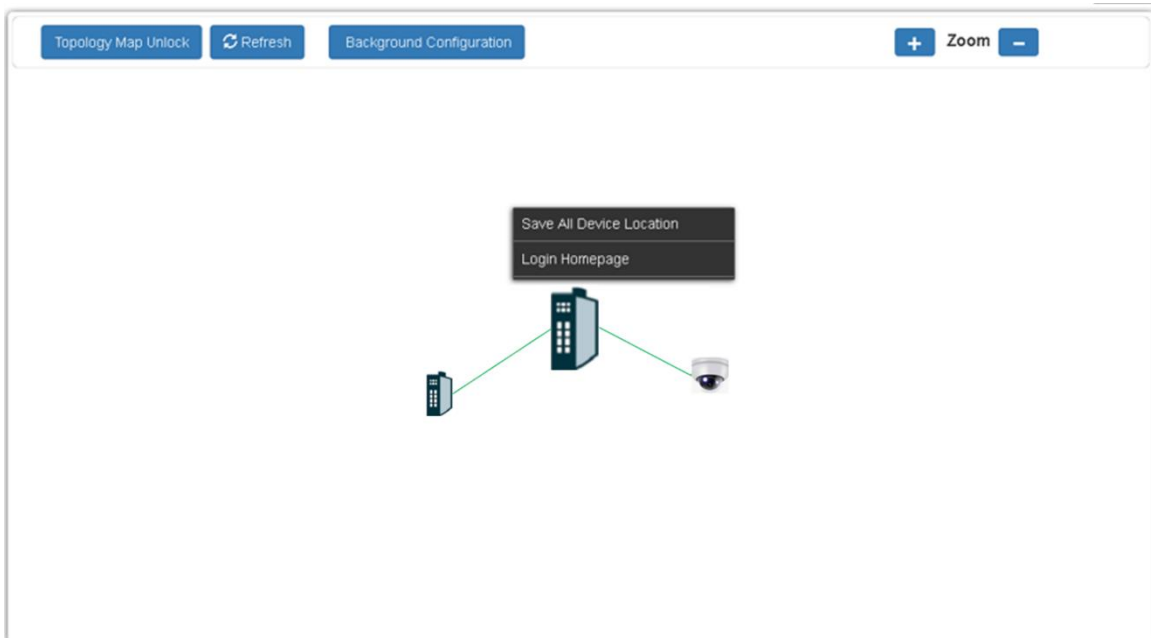 Topology Map Unlock
Refresh
Background Configuration
+ Zoom −
Save All Device Location
Login Homepage